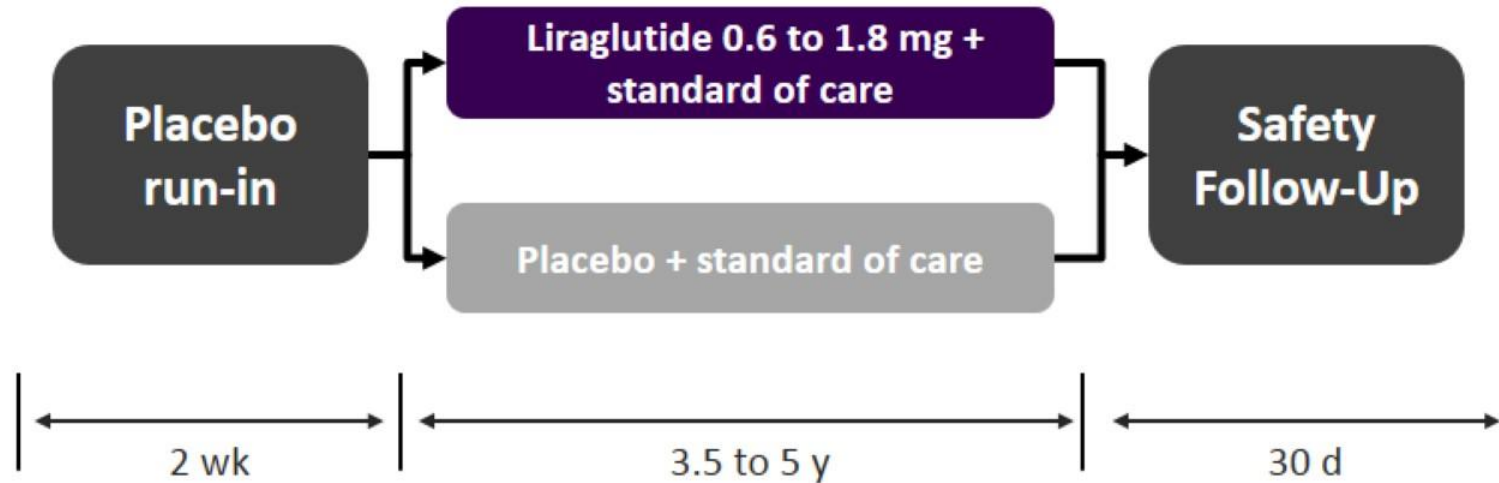 Placebo
run-in
Liraglutide 0.6 to 1.8 mg +
standard of care
Placebo + standard of care
Safety
Follow-Up
2 wk
3.5 to 5 y
30 d